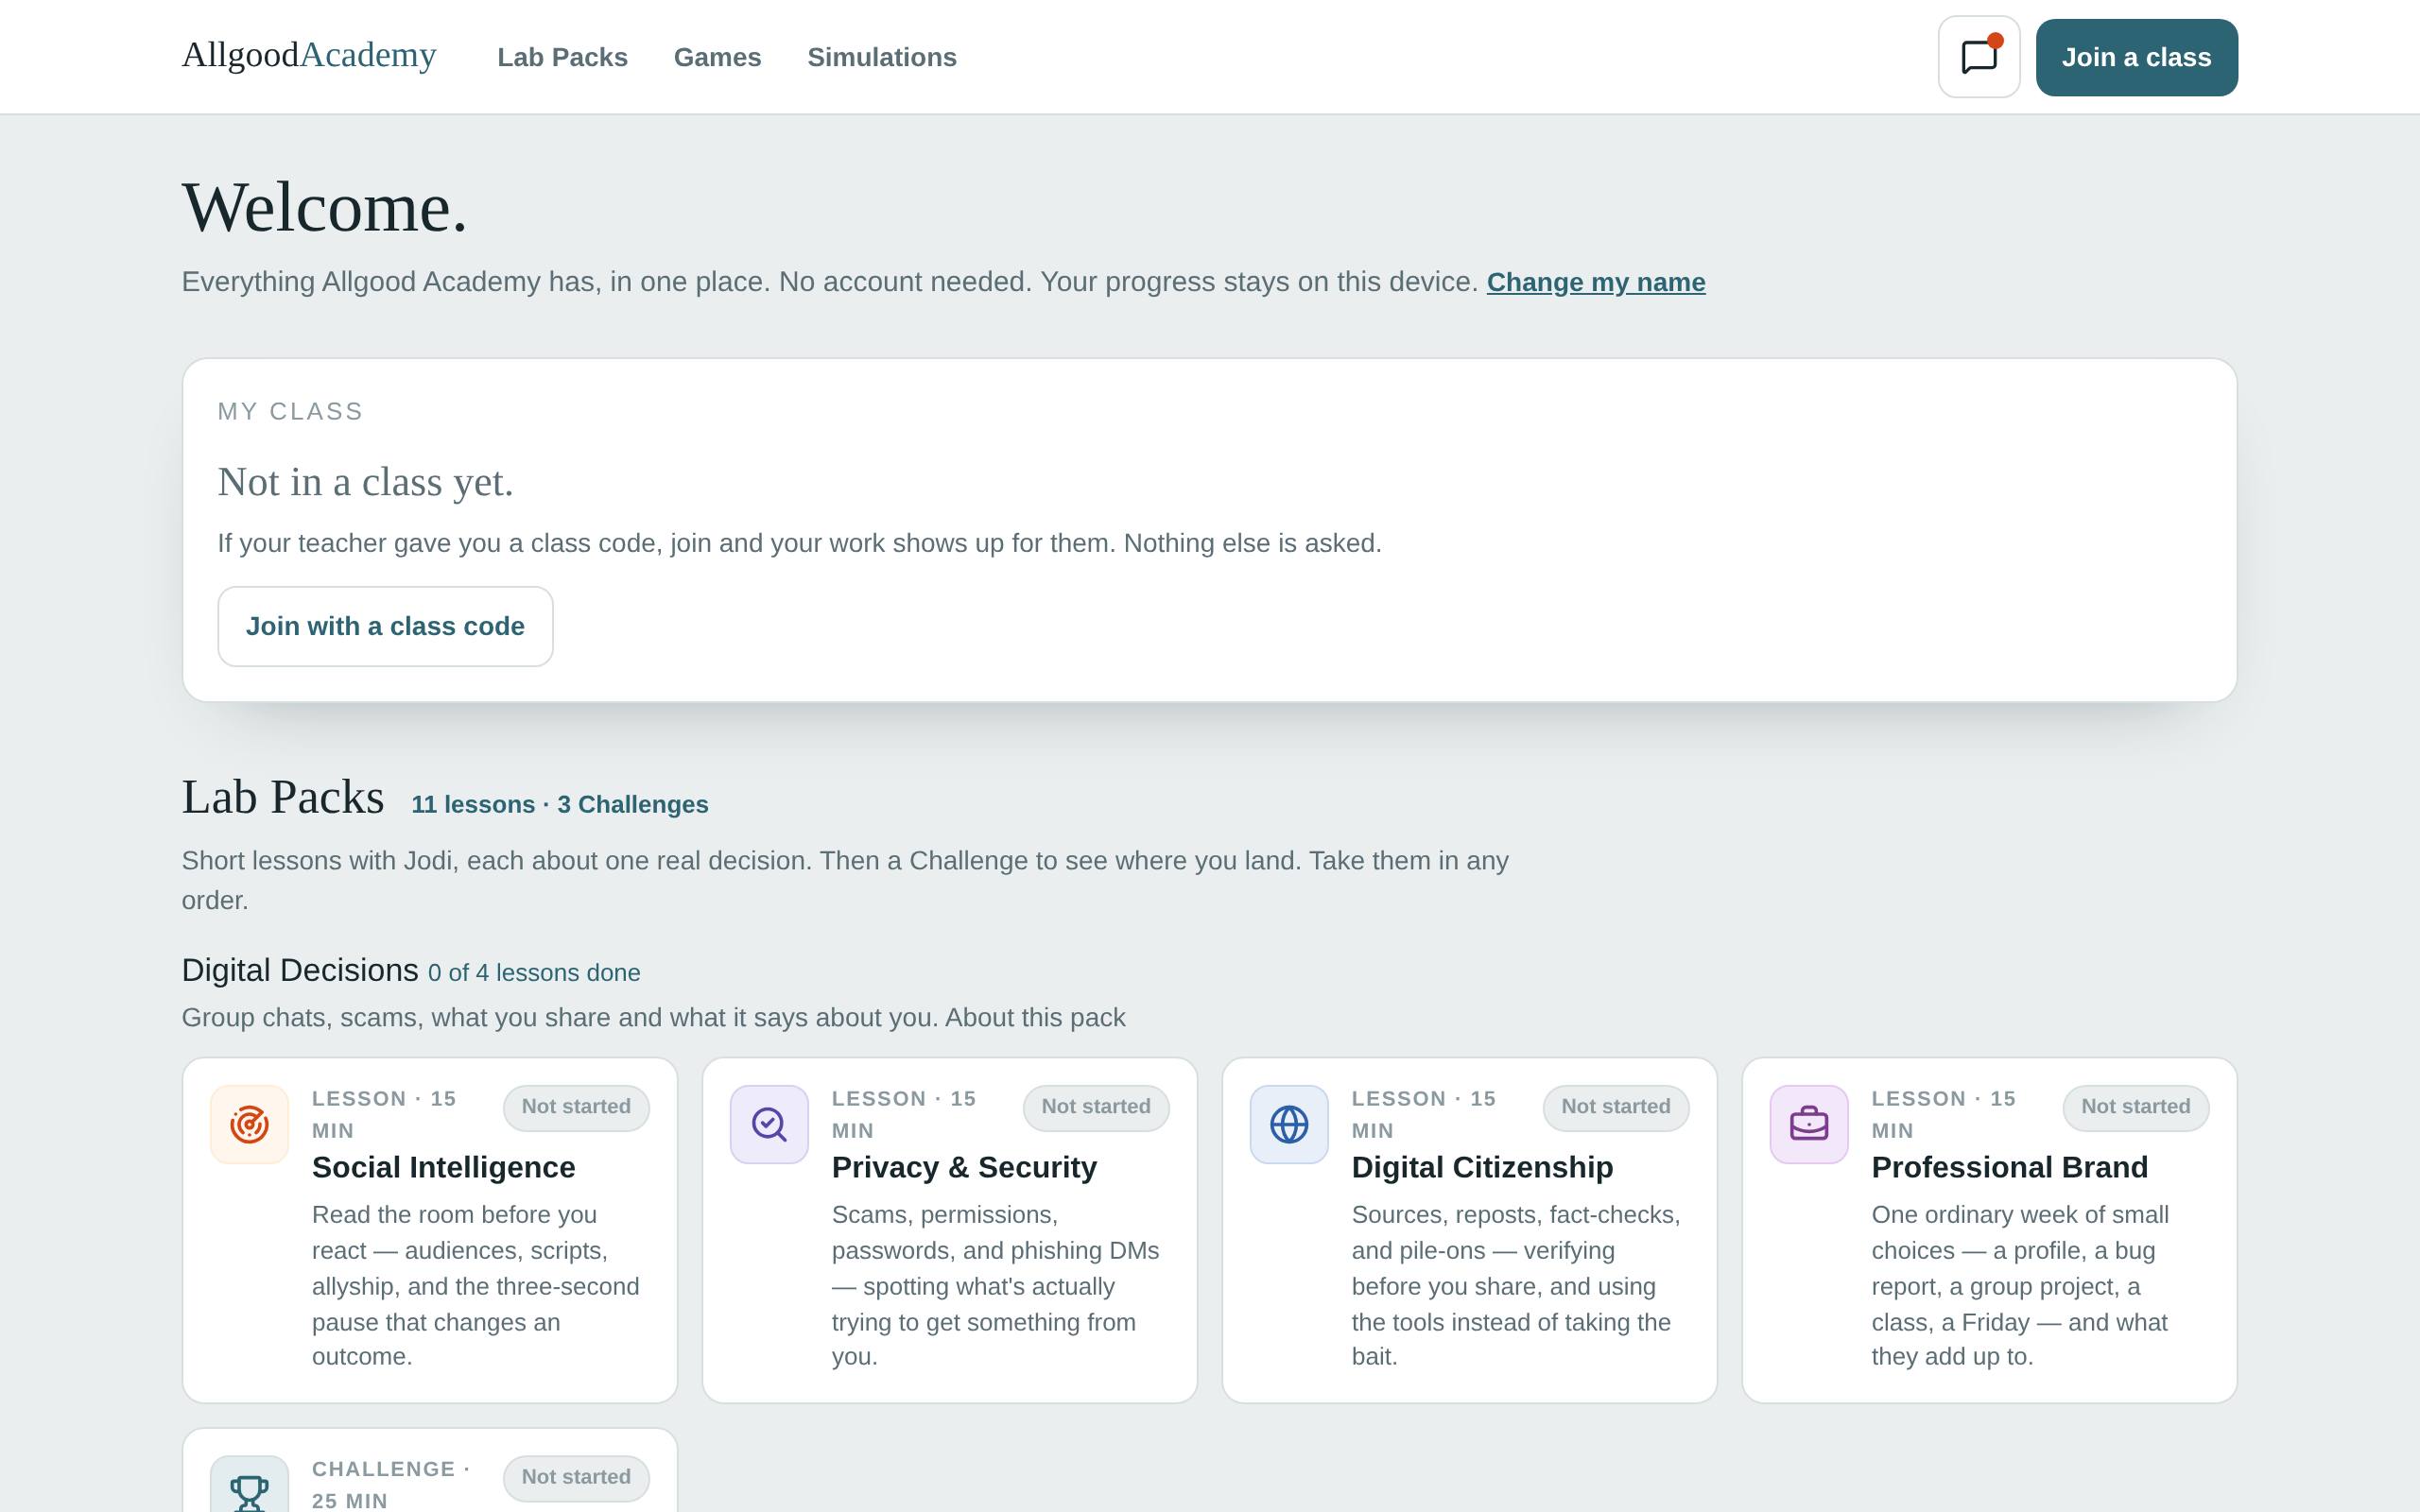 AllgoodAcademy
Lab Packs
Games
Simulations
Join a class
Welcome.
Everything Allgood Academy has, in one place. No account needed. Your progress stays on this device. Change my name
MY CLASS
Not in a class yet.
If your teacher gave you a class code, join and your work shows up for them. Nothing else is asked.
Join with a class code
Lab Packs 11 lessons · 3 Challenges
Short lessons with Jodi, each about one real decision. Then a Challenge to see where you land. Take them in any
order.
Digital Decisions 0 of 4 lessons done
Group chats, scams, what you share and what it says about you. About this pack
LESSON · 15
MIN
Not started
Social Intelligence
Read the room before you
react — audiences, scripts,
allyship, and the three-second
pause that changes an
outcome.
LESSON · 15
MIN
Not started
Privacy & Security
Scams, permissions,
passwords, and phishing DMs
— spotting what's actually
trying to get something from
you.
LESSON · 15
MIN
Not started
Digital Citizenship
Sources, reposts, fact-checks,
and pile-ons — verifying
before you share, and using
the tools instead of taking the
bait.
LESSON · 15
MIN
Not started
Professional Brand
One ordinary week of small
choices — a profile, a bug
report, a group project, a
class, a Friday — and what
they add up to.
CHALLENGE ·
25 MIN
Not started